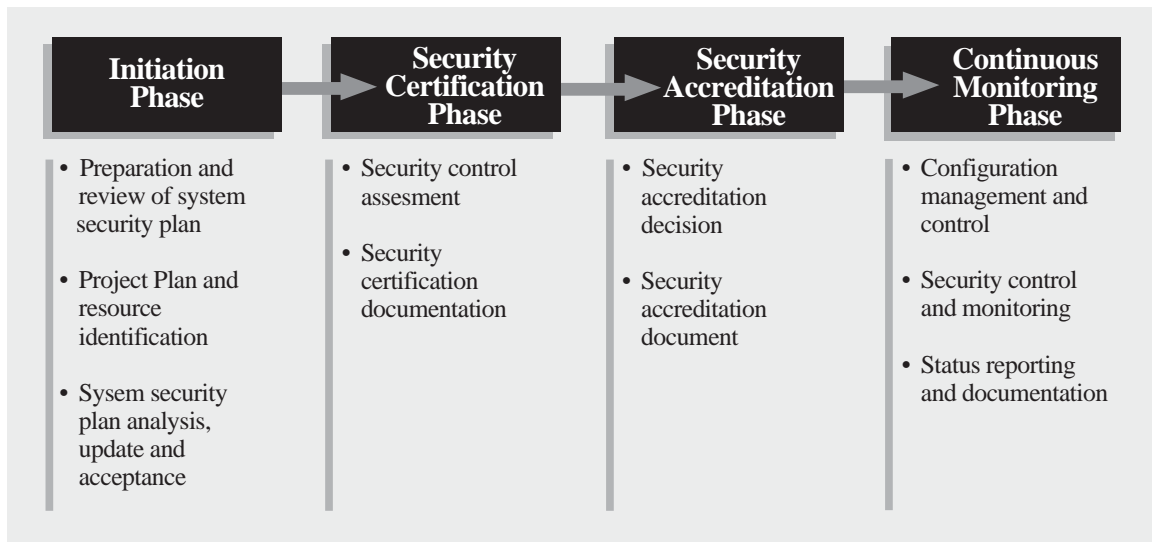 Initiation
Phase
Security
Certification
Phase
Security
Accreditation
Phase
Continuous
Monitoring
Phase
• Preparation and
review of system
security plan
• Project Plan and
resource
identification
• Sysem security
plan analysis,
update and
acceptance
• Security control
assesment
• Security
certification
documentation
• Security
accreditation
decision
• Security
accreditation
document
• Configuration
management and
control
• Security control
and monitoring
• Status reporting
and documentation